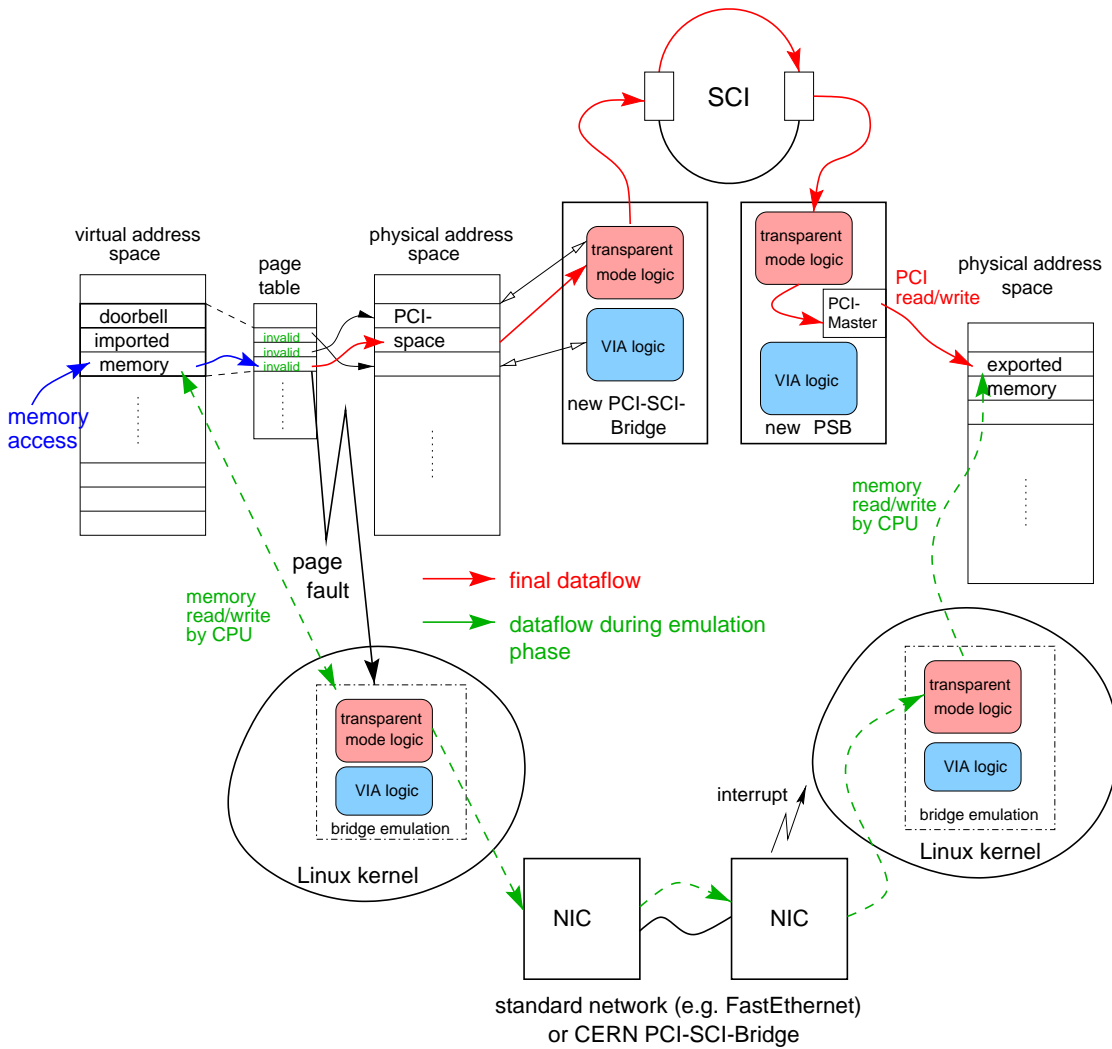 SCI
virtual address
space
doorbell
imported
memory
memory
access
page
table
invalid
invalid
invalid
physical address
space
PCI-
space
transparent
mode logic
VIA logic
new PCI-SCI-
Bridge
transparent
mode logic
PCI-
Master
VIA logic
new PSB
PCI
read/write
physical address
space
exported
memory
memory
read/write
by CPU
page
fault
memory
read/write
by CPU
final dataflow
dataflow during emulation
phase
transparent
mode logic
VIA logic
bridge emulation
Linux kernel
NIC
NIC
interrupt
transparent
mode logic
VIA logic
bridge emulation
Linux kernel
standard network (e.g. FastEthernet)
or CERN PCI-SCI-Bridge